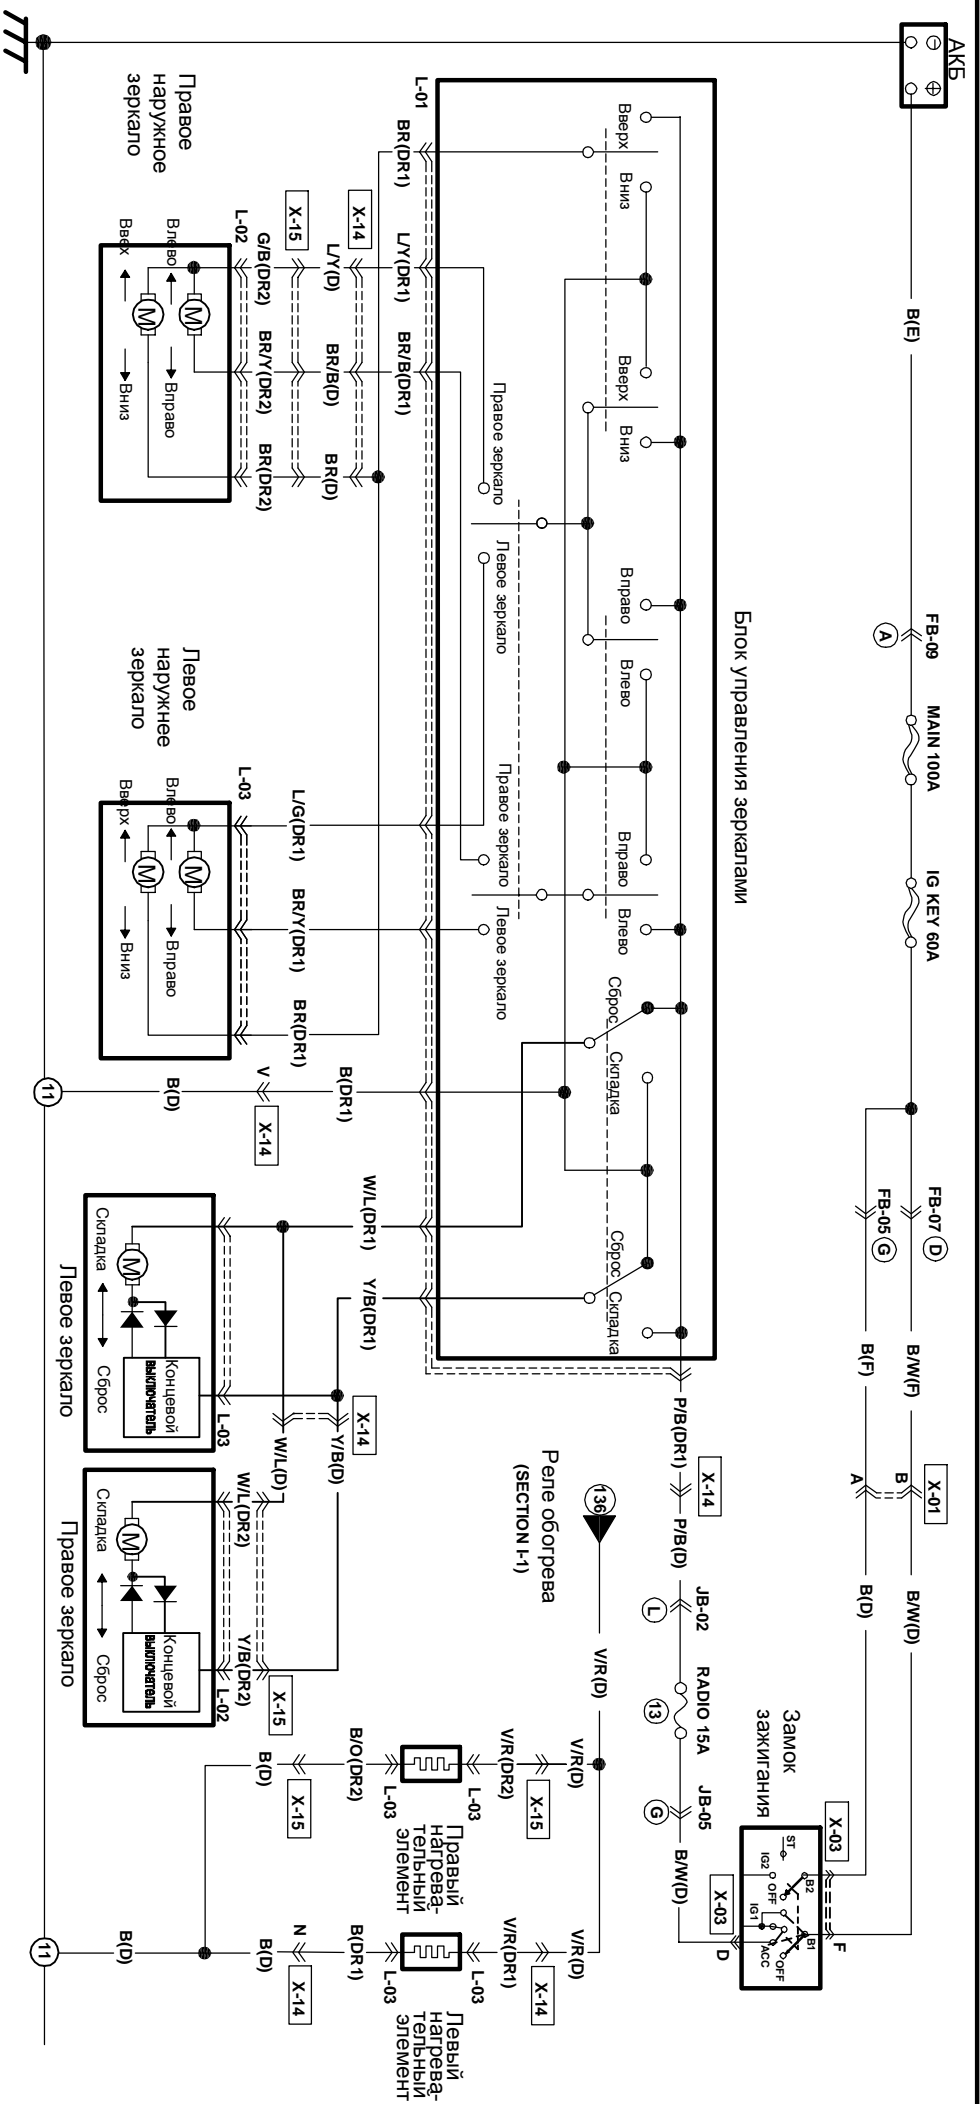 АКБ
B(E)
FB-09
A
MAIN 100A
IG KEY 60A
FB-07
D
FB-05
G
B/W(F)
B(F)
X-01
B
A
B/W(D)
B(D)
Замок
зажигания
X-03
F
ST
IG2
OFF
B2
IG1
B1
ACC
OFF
X-03
D
B/W(D)
JB-05
G
RADIO 15A
13
JB-02
L
P/B(D)
X-14
P/B(DR1)
Блок управления зеркалами
Вверх
Вниз
Вверх
Вниз
Вправо
Влево
Вправо
Влево
Сброс
Складка
Сброс
Складка
Правое зеркало
Левое зеркало
Правое зеркало
Левое зеркало
L-01
BR(DR1)
L/Y(DR1)
BR/B(DR1)
X-14
L/Y(D)
BR/B(D)
BR(D)
X-15
G/B(DR2)
BR/Y(DR2)
BR(DR2)
L-02
Правое
наружное
зеркало
Влево
Вправо
Ввех
Вниз
M
M
L/G(DR1)
BR/Y(DR1)
BR(DR1)
L-03
Левое
наружнее
зеркало
Влево
Вправо
Вверх
Вниз
M
M
B(DR1)
V
X-14
B(D)
11
W/L(DR1)
Y/B(DR1)
X-14
W/L(D)
Y/B(D)
L-03
Складка
Сброс
M
Концевой
выключатель
Левое зеркало
W/L(DR2)
Y/B(DR2)
X-15
L-02
Складка
Сброс
M
Концевой
выключатель
Правое зеркало
136
Реле обогрева
(SECTION I-1)
V/R(D)
V/R(D)
X-15
V/R(DR2)
L-03
L-03
Правый
нагрева-
тельный
элемент
B/O(DR2)
X-15
B(D)
V/R(D)
X-14
V/R(DR1)
L-03
L-03
Левый
нагрева-
тельный
элемент
B(DR1)
N
X-14
B(D)
B(D)
11